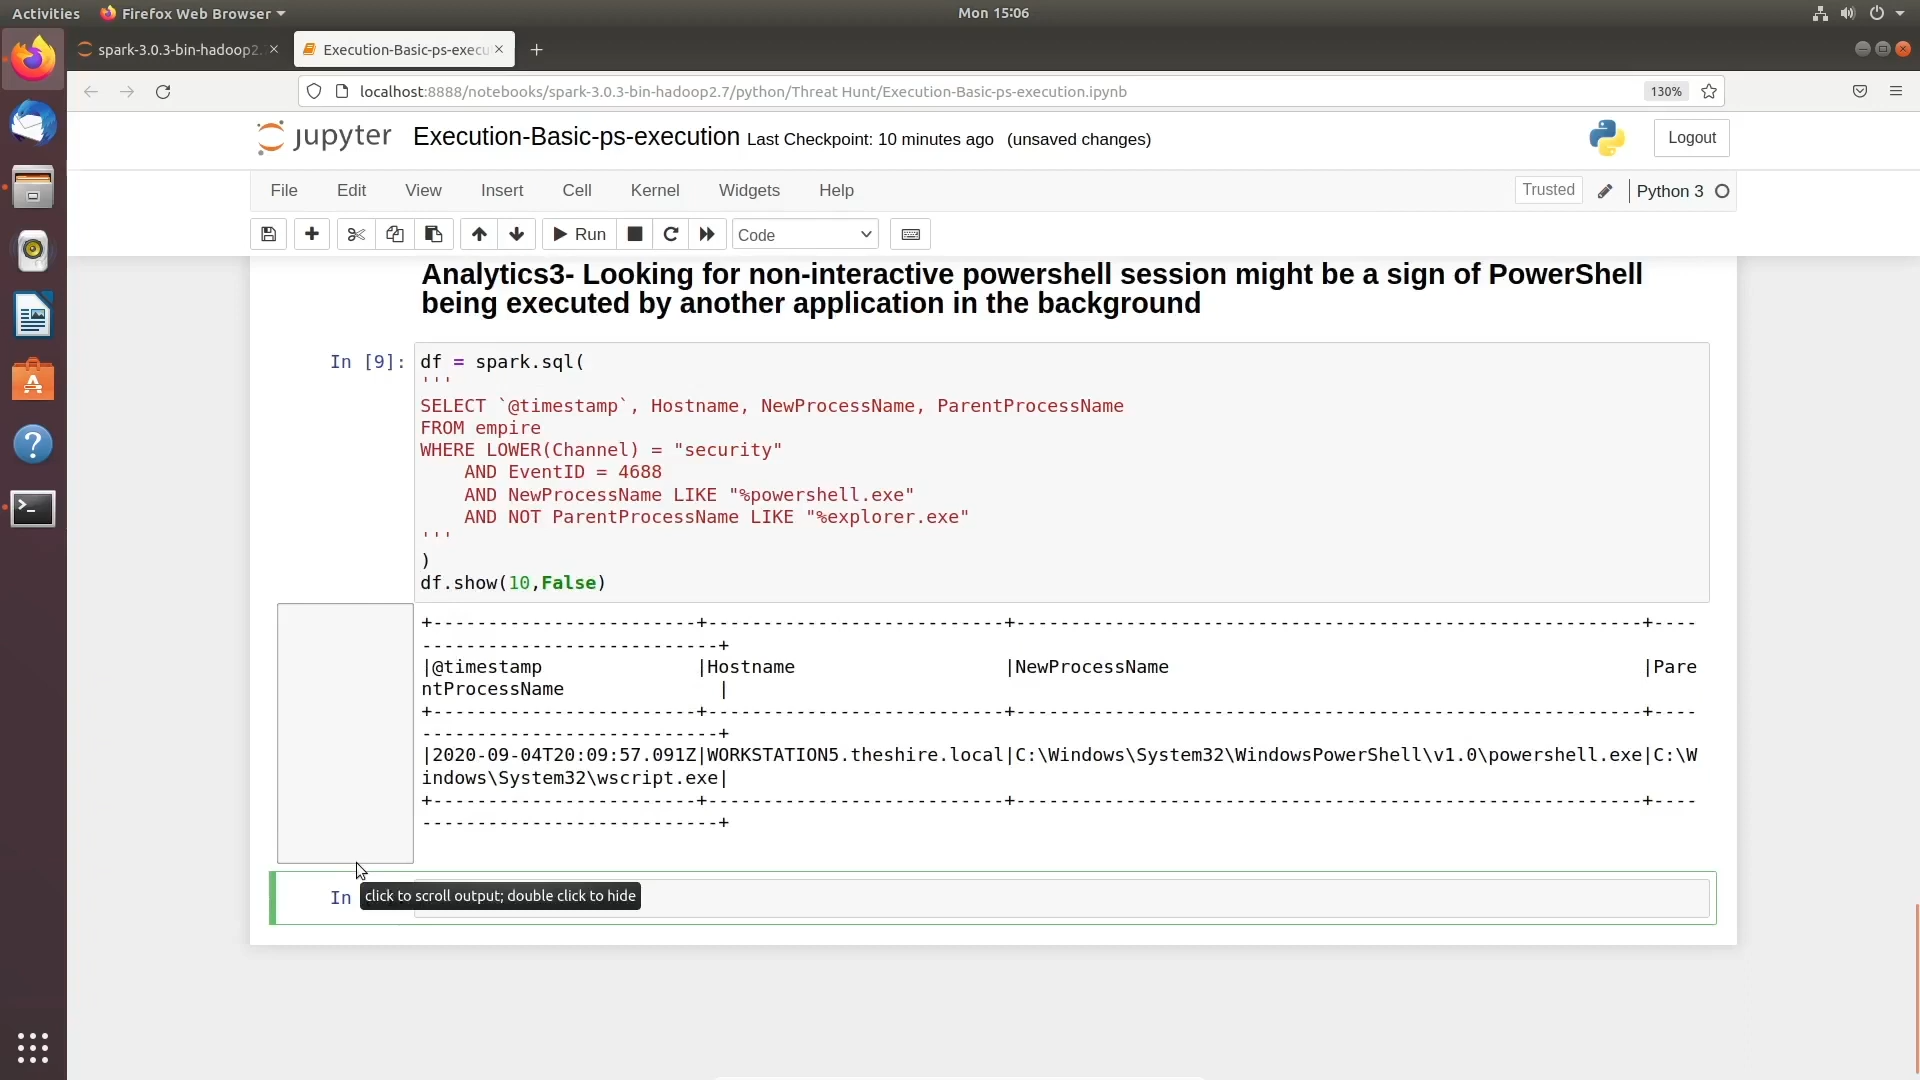 Activities Firefox Web Browser Mon 15:06
spark-3.0.3-bin-hadoop2. Execution-Basic-ps-execu
localhost:8888/notebooks/spark-3.0.3-bin-hadoop2.7/python/Threat Hunt/Execution-Basic-ps-execution.ipynb 130%
jupyter Execution-Basic-ps-execution Last Checkpoint: 10 minutes ago (unsaved changes) Logout
File Edit View Insert Cell Kernel Widgets Help Trusted Python 3
Run Code
Analytics3- Looking for non-interactive powershell session might be a sign of PowerShell
being executed by another application in the background
In [9]: df = spark.sql(
'''
SELECT `@timestamp`, Hostname, NewProcessName, ParentProcessName
FROM empire
WHERE LOWER(Channel) = "security"
    AND EventID = 4688
    AND NewProcessName LIKE "%powershell.exe"
    AND NOT ParentProcessName LIKE "%explorer.exe"
'''
)
df.show(10,False)
+------------------------+---------------------------+---------------------------------------------------------+----
---------------------------+
|@timestamp              |Hostname                   |NewProcessName                                           |Pare
ntProcessName              |
+------------------------+---------------------------+---------------------------------------------------------+----
---------------------------+
|2020-09-04T20:09:57.091Z|WORKSTATION5.theshire.local|C:\Windows\System32\WindowsPowerShell\v1.0\powershell.exe|C:\W
indows\System32\wscript.exe|
+------------------------+---------------------------+---------------------------------------------------------+----
---------------------------+
In
click to scroll output; double click to hide